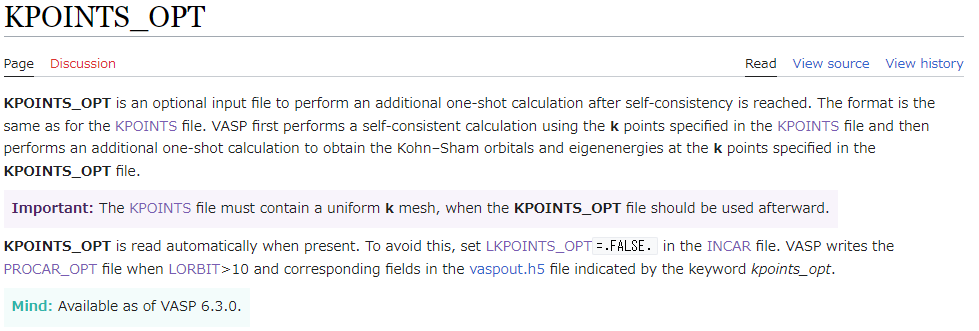 KPOINTS_OPT
Page Discussion Read View source View history
KPOINTS_OPT is an optional input file to perform an additional one-shot calculation after self-consistency is reached. The format is the
same as for the KPOINTS file. VASP first performs a self-consistent calculation using the k points specified in the KPOINTS file and then
performs an additional one-shot calculation to obtain the Kohn–Sham orbitals and eigenenergies at the k points specified in the
KPOINTS_OPT file.
Important: The KPOINTS file must contain a uniform k mesh, when the KPOINTS_OPT file should be used afterward.
KPOINTS_OPT is read automatically when present. To avoid this, set LKPOINTS_OPT=.FALSE. in the INCAR file. VASP writes the
PROCAR_OPT file when LORBIT>10 and corresponding fields in the vaspout.h5 file indicated by the keyword kpoints_opt.
Mind: Available as of VASP 6.3.0.